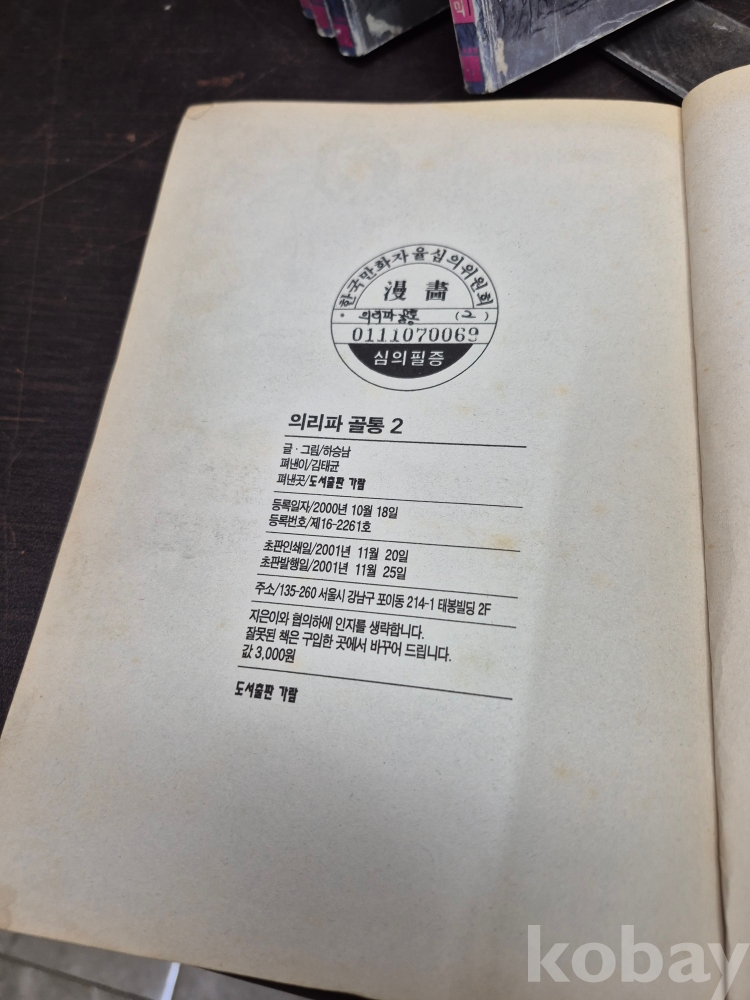 한국만화자율심의위원회
漫畵
의리파 골통 (2)
0111070069
심의필증
의리파 골통 2
글·그림/하승남
펴낸이/김태균
펴낸곳/도서출판 가람
등록일자/2000년 10월 18일
등록번호/제16-2261호
초판인쇄일/2001년 11월 20일
초판발행일/2001년 11월 25일
주소/135-260 서울시 강남구 포이동 214-1 태봉빌딩 2F
지은이와 협의하에 인지를 생략합니다.
잘못된 책은 구입한 곳에서 바꾸어 드립니다.
값 3,000원
도서출판 가람
kobay